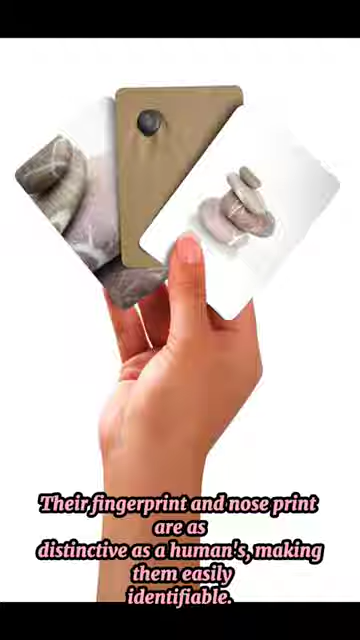 Their fingerprint and nose print
are as
distinctive as a human's, making
them easily
identifiable.